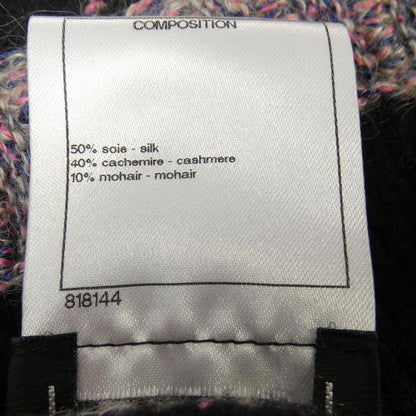 COMPOSITION
50% soie - silk
40% cachemire - cashmere
10% mohair - mohair
818144